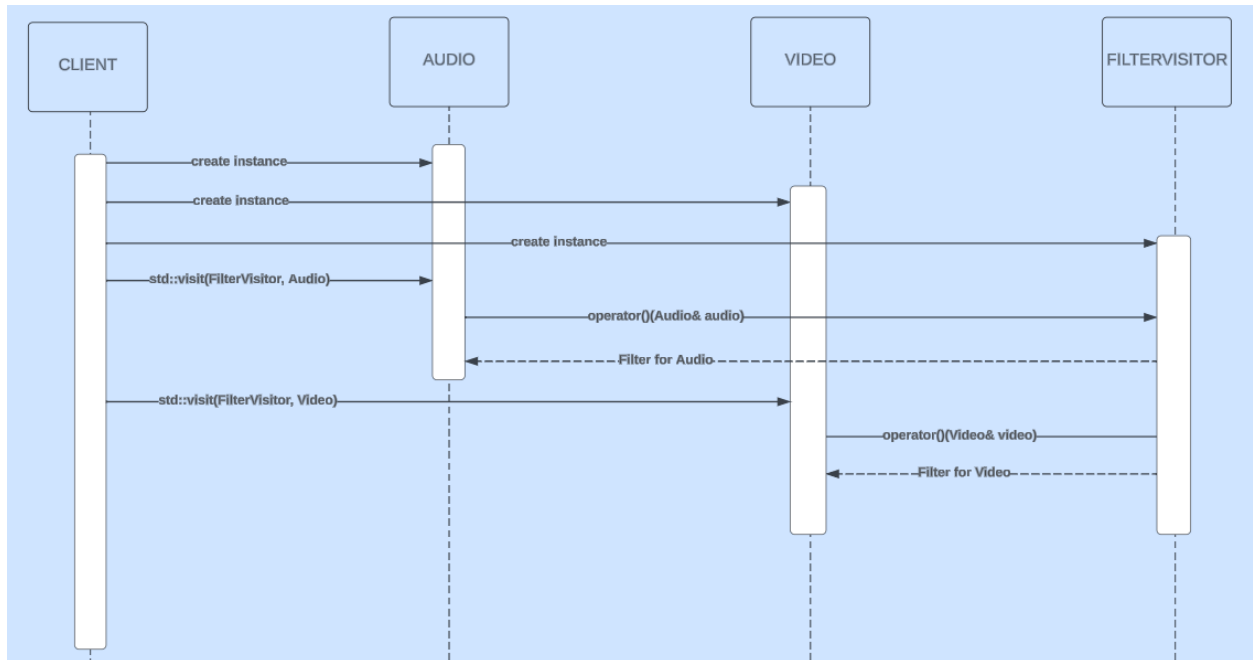 CLIENT
AUDIO
VIDEO
FILTERVISITOR
create instance
create instance
create instance
std::visit(FilterVisitor, Audio)
operator()(Audio& audio)
Filter for Audio
std::visit(FilterVisitor, Video)
operator()(Video& video)
Filter for Video